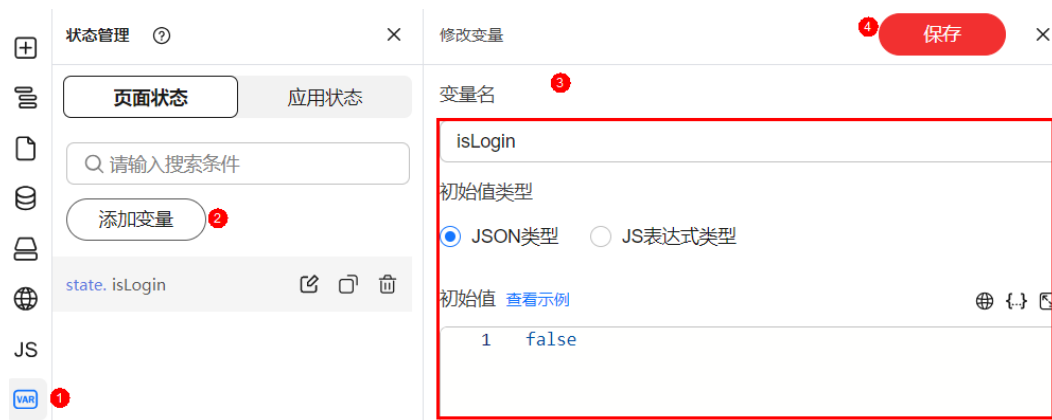 状态管理 ?
修改变量
4
保存
页面状态
应用状态
变量名
3
请输入搜索条件
isLogin
添加变量
2
初始值类型
JSON类型
JS表达式类型
state. isLogin
初始值 查看示例
{..}
1 false
JS
VAR
1